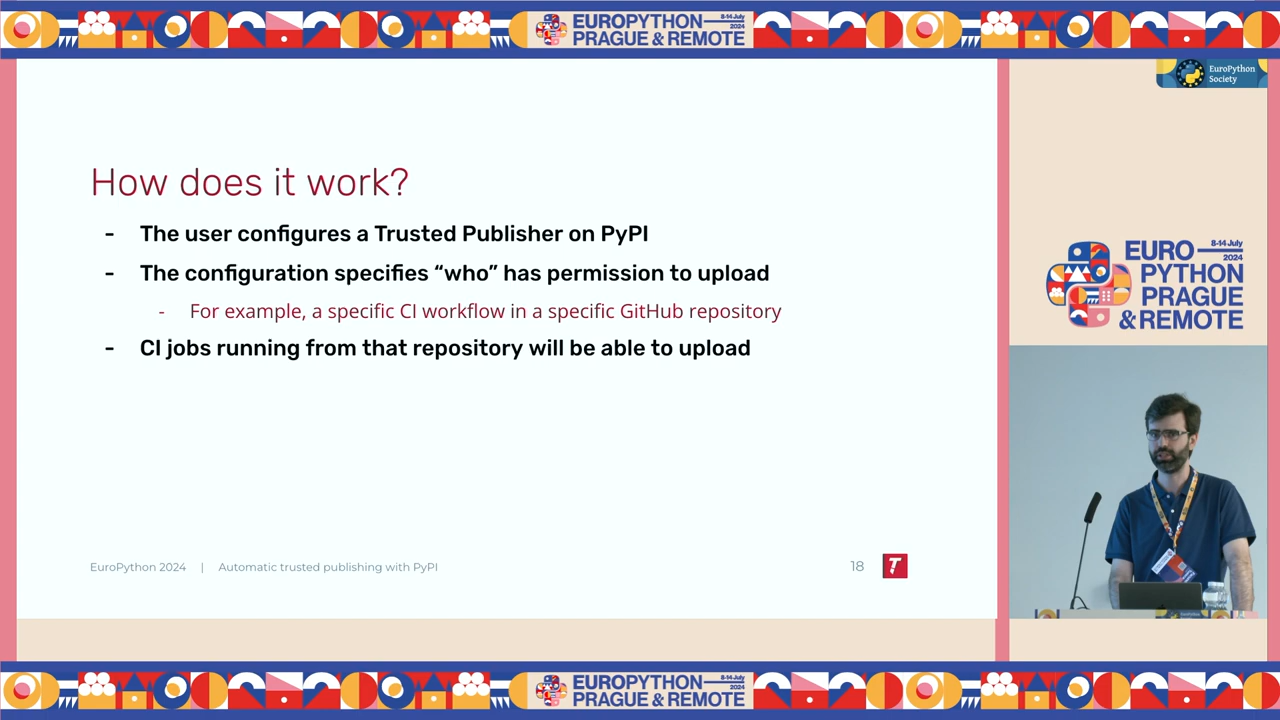 EUROPYTHON
8-14 July
2024
PRAGUE & REMOTE
EuroPython
Society
How does it work?
- The user configures a Trusted Publisher on PyPI
- The configuration specifies “who” has permission to upload
- For example, a specific CI workflow in a specific GitHub repository
- CI jobs running from that repository will be able to upload
EuroPython 2024 | Automatic trusted publishing with PyPI
18
T
EURO
8-14 July
2024
PYTHON
PRAGUE
& REMOTE
EUROPYTHON
8-14 July
2024
PRAGUE & REMOTE